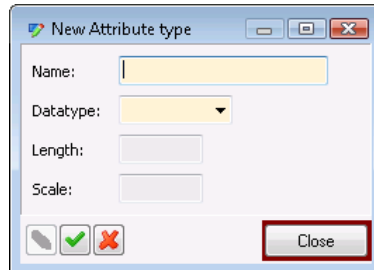 New Attribute type
Name:
Datatype:
Length:
Scale:
Close